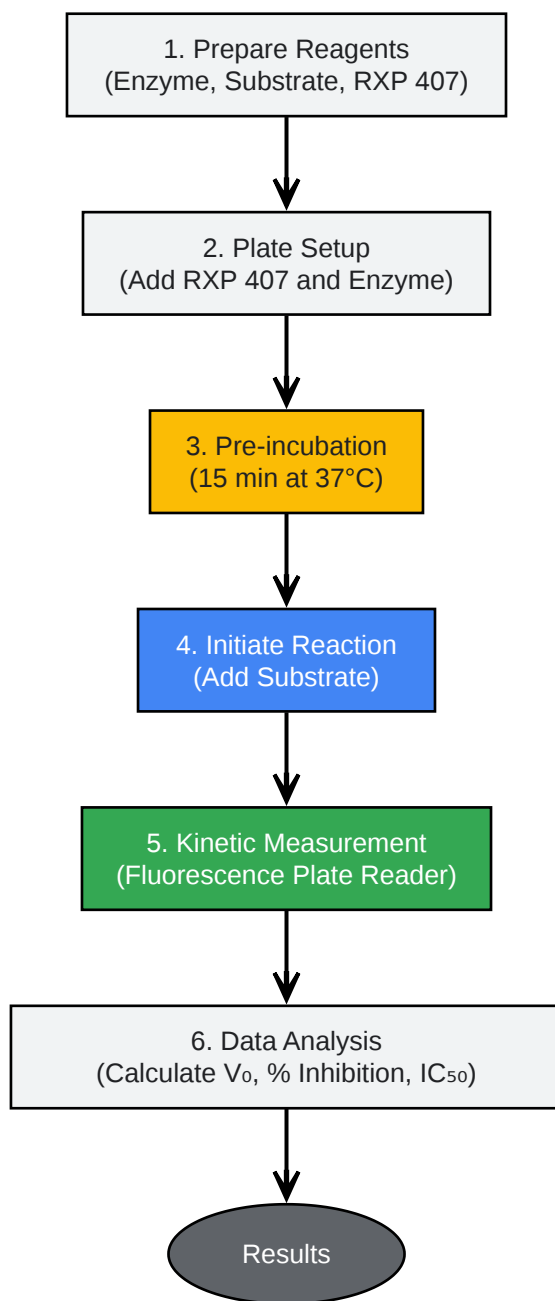 1. Prepare Reagents
(Enzyme, Substrate, RXP 407)
2. Plate Setup
(Add RXP 407 and Enzyme)
3. Pre-incubation
(15 min at 37°C)
4. Initiate Reaction
(Add Substrate)
5. Kinetic Measurement
(Fluorescence Plate Reader)
6. Data Analysis
(Calculate V₀, % Inhibition, IC₅₀)
Results